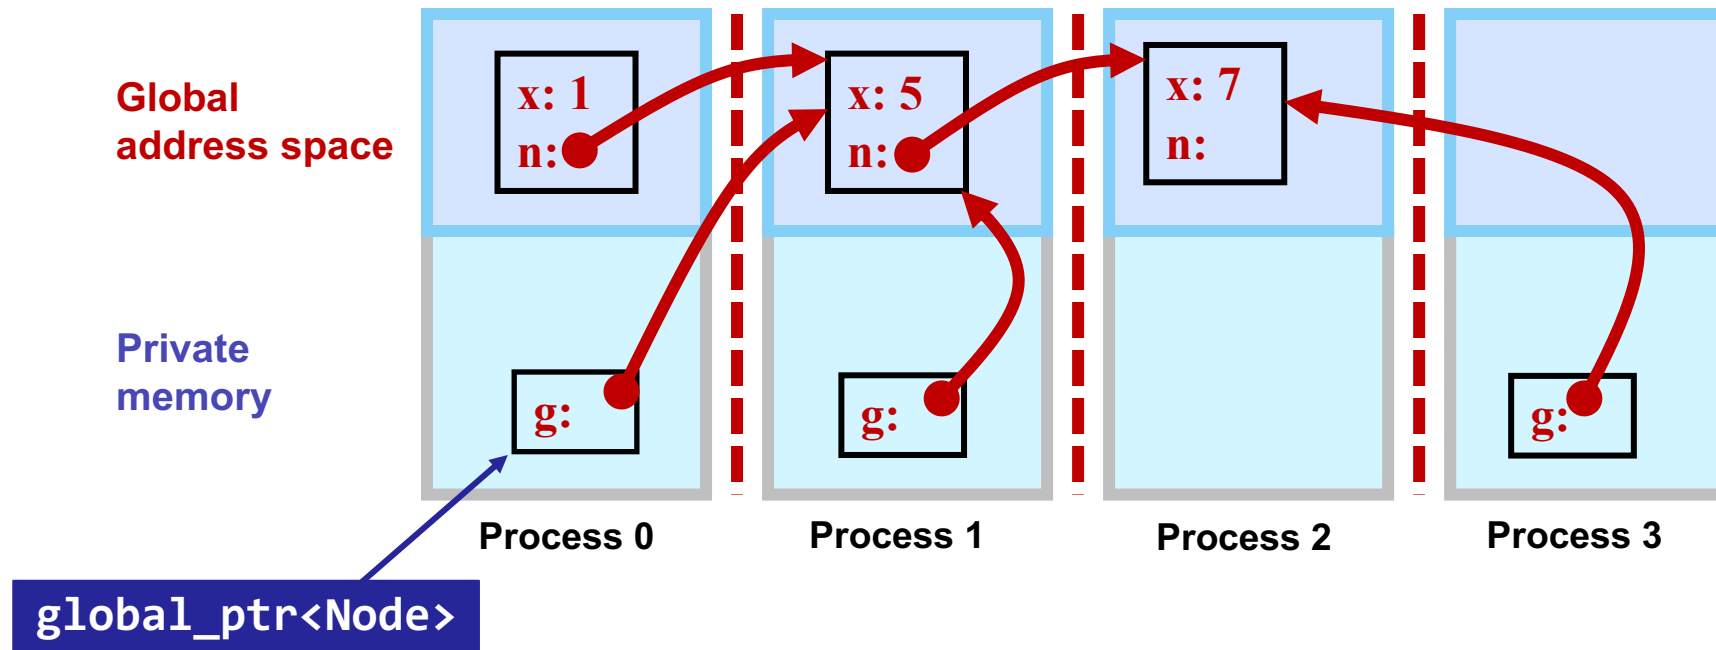 Global
address space
x: 1
n:
x: 5
n:
x: 7
n:
Private
memory
g:
g:
g:
Process 0
Process 1
Process 2
Process 3
global_ptr<Node>